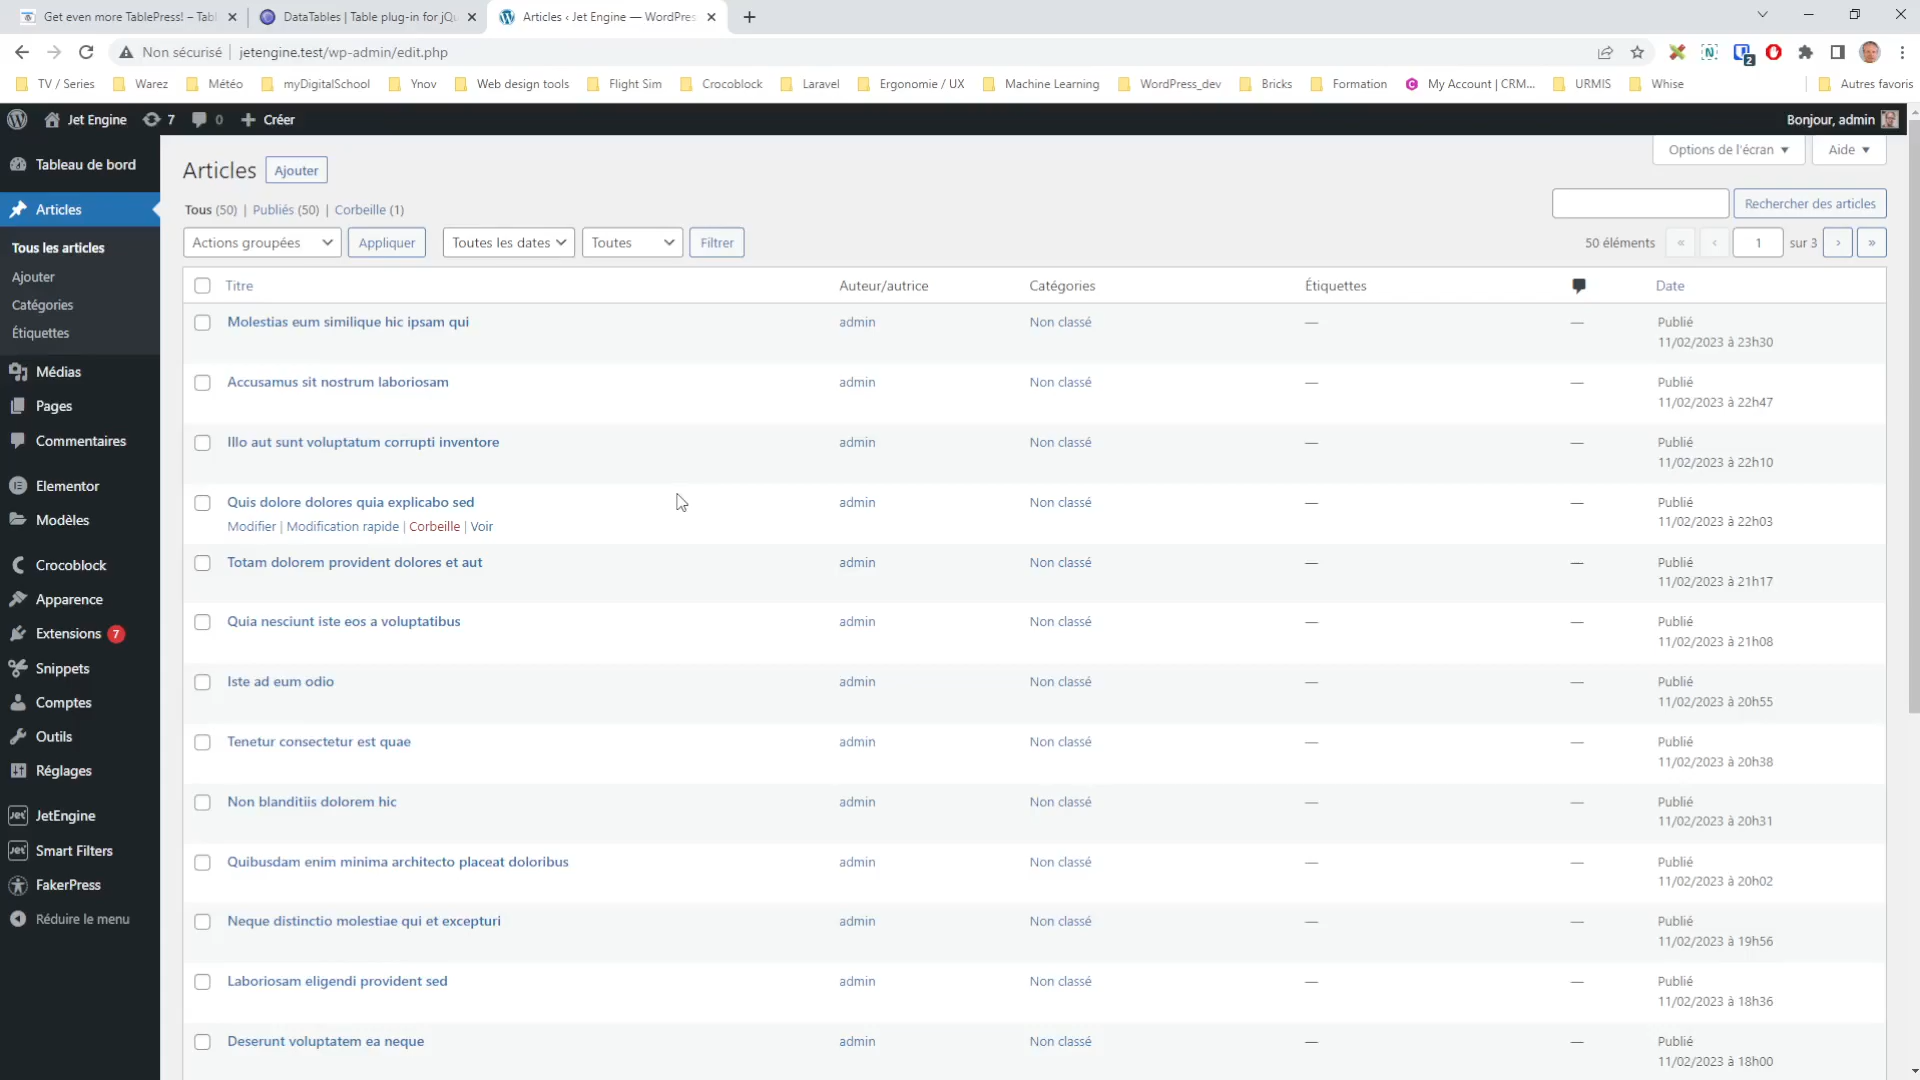 Get even more TablePress! – Tabl
DataTables | Table plug-in for jQu
Articles ‹ Jet Engine — WordPres
Non sécurisé
jetengine.test/wp-admin/edit.php
2
TV / Series
Warez
Météo
myDigitalSchool
Ynov
Web design tools
Flight Sim
Crocoblock
Laravel
Ergonomie / UX
Machine Learning
WordPress_dev
Bricks
Formation
My Account | CRM...
URMIS
Whise
Autres favoris
Jet Engine
7
0
Créer
Bonjour, admin
Tableau de bord
Articles
Tous les articles
Ajouter
Catégories
Étiquettes
Médias
Pages
Commentaires
Elementor
Modèles
Crocoblock
Apparence
Extensions 7
Snippets
Comptes
Outils
Réglages
JetEngine
Smart Filters
FakerPress
Réduire le menu
Options de l'écran
Aide
Articles Ajouter
Tous (50) | Publiés (50) | Corbeille (1)
Rechercher des articles
Actions groupées Appliquer Toutes les dates Toutes Filtrer
50 éléments « ‹ 1 sur 3 › »
Titre Auteur/autrice Catégories Étiquettes Date
Molestias eum similique hic ipsam qui admin Non classé — — Publié
11/02/2023 à 23h30
Accusamus sit nostrum laboriosam admin Non classé — — Publié
11/02/2023 à 22h47
Illo aut sunt voluptatum corrupti inventore admin Non classé — — Publié
11/02/2023 à 22h10
Quis dolore dolores quia explicabo sed admin Non classé — — Publié
Modifier | Modification rapide | Corbeille | Voir 11/02/2023 à 22h03
Totam dolorem provident dolores et aut admin Non classé — — Publié
11/02/2023 à 21h17
Quia nesciunt iste eos a voluptatibus admin Non classé — — Publié
11/02/2023 à 21h08
Iste ad eum odio admin Non classé — — Publié
11/02/2023 à 20h55
Tenetur consectetur est quae admin Non classé — — Publié
11/02/2023 à 20h38
Non blanditiis dolorem hic admin Non classé — — Publié
11/02/2023 à 20h31
Quibusdam enim minima architecto placeat doloribus admin Non classé — — Publié
11/02/2023 à 20h02
Neque distinctio molestiae qui et excepturi admin Non classé — — Publié
11/02/2023 à 19h56
Laboriosam eligendi provident sed admin Non classé — — Publié
11/02/2023 à 18h36
Deserunt voluptatem ea neque admin Non classé — — Publié
11/02/2023 à 18h00